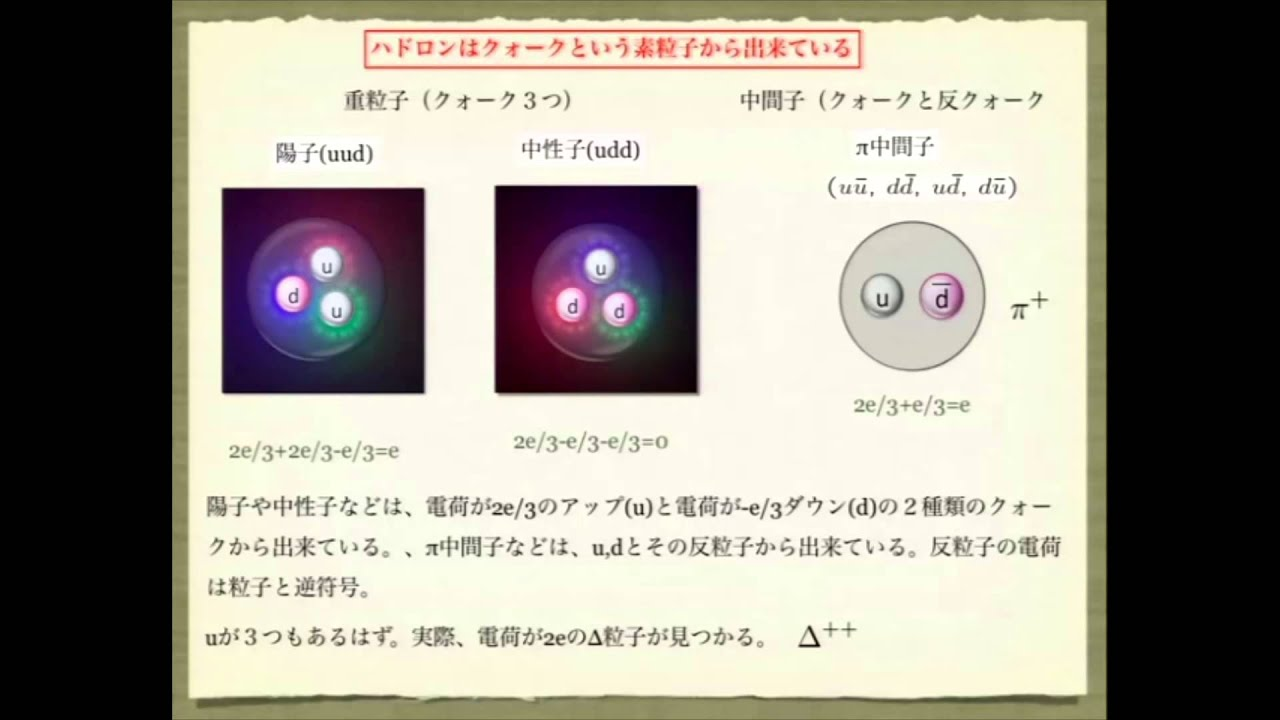 ハドロンはクォークという素粒子から出来ている
重粒子（クォーク３つ）
中間子（クォークと反クォーク
陽子(uud)
中性子(udd)
π中間子
(uū, dd̄, ud̄, dū)
u
d
u
u
d
d
u
d̄
π⁺
2e/3+2e/3-e/3=e
2e/3-e/3-e/3=0
2e/3+e/3=e
陽子や中性子などは、電荷が2e/3のアップ(u)と電荷が-e/3ダウン(d)の２種類のクォー
クから出来ている。、π中間子などは、u,dとその反粒子から出来ている。反粒子の電荷
は粒子と逆符号。
uが３つもあるはず。実際、電荷が2eのΔ粒子が見つかる。 Δ⁺⁺